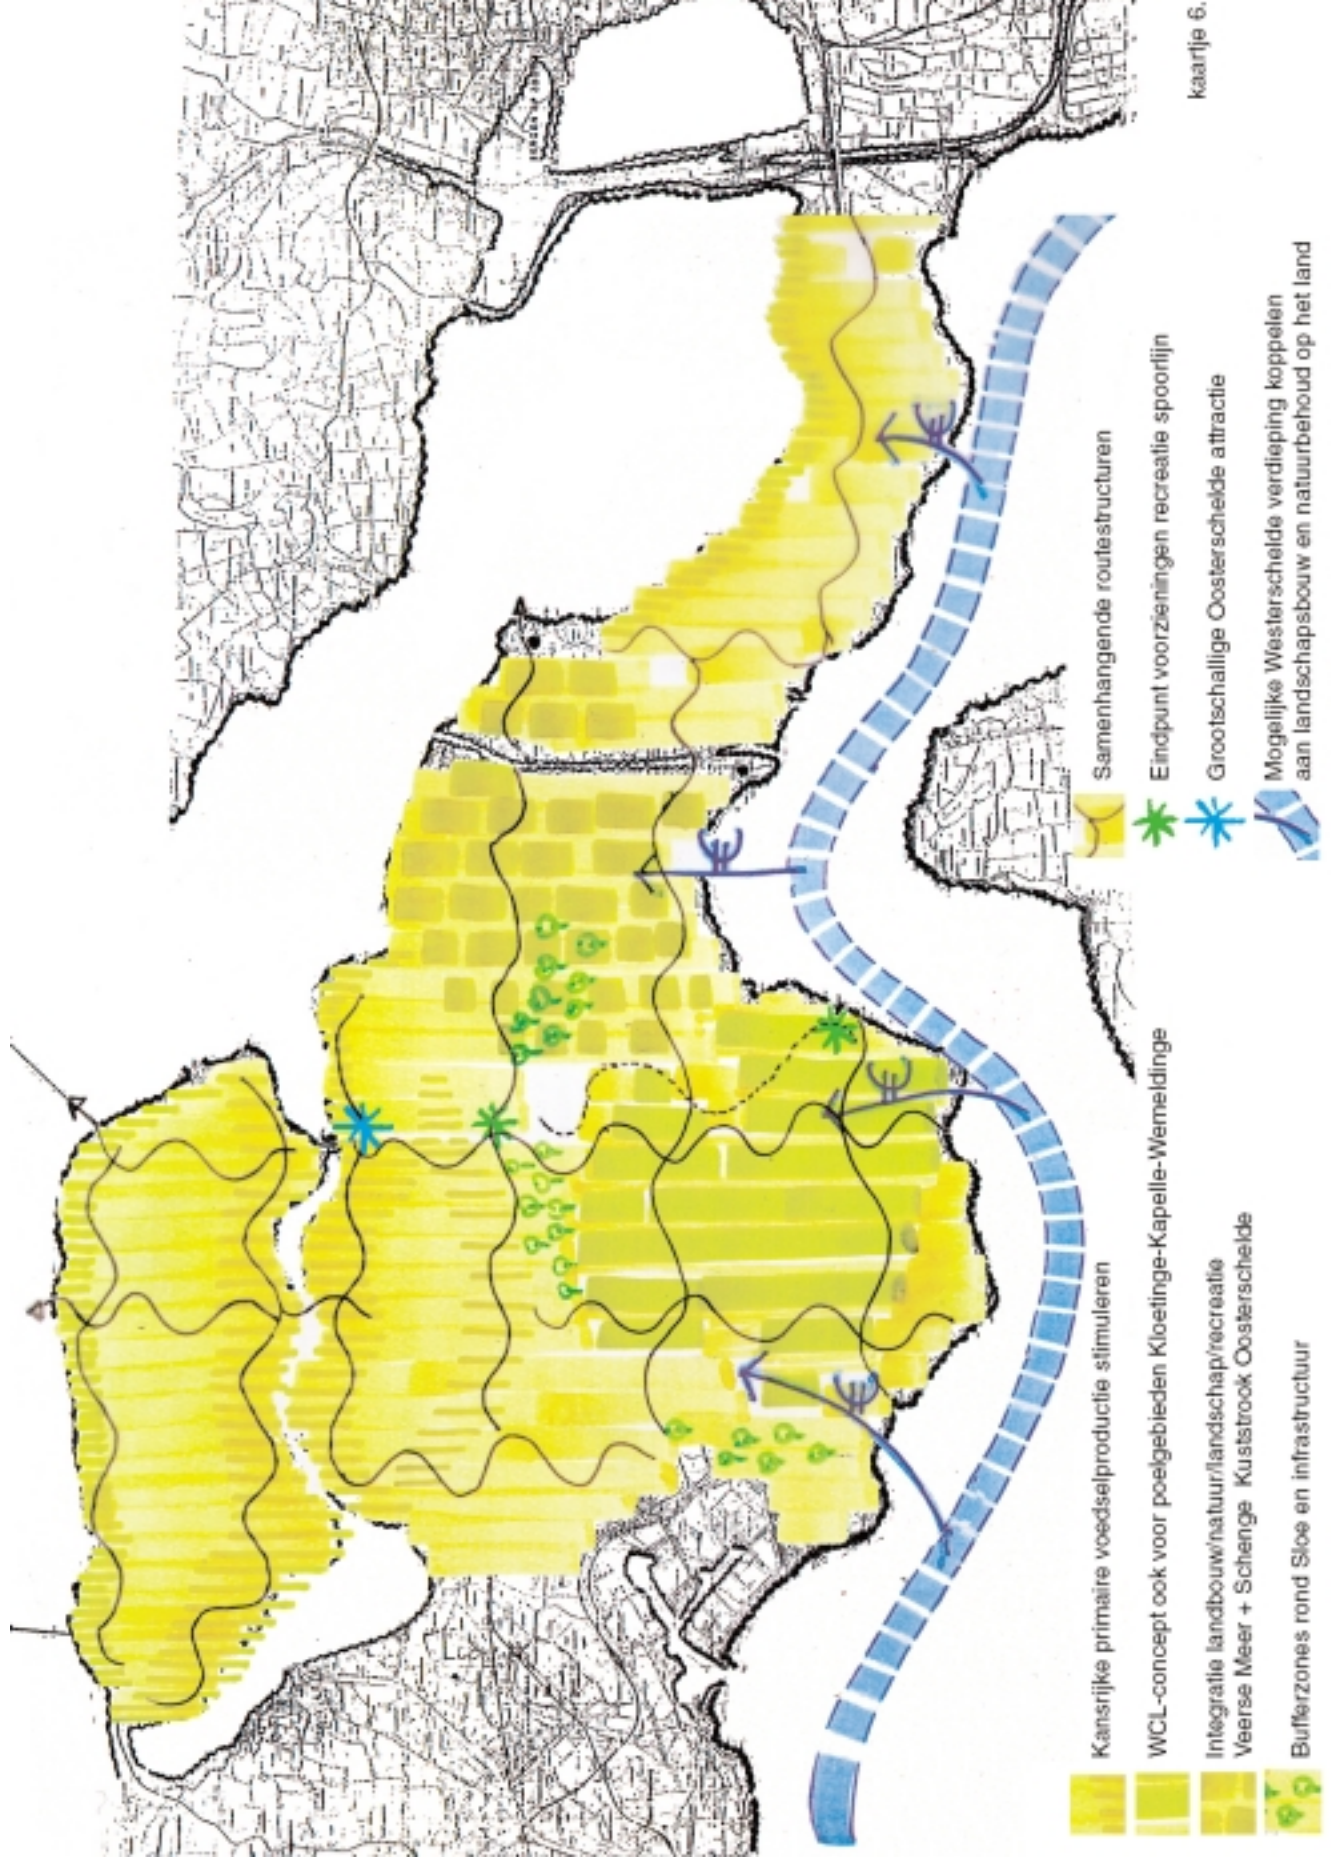 Kansrijke primaire voedselproductie stimuleren
WCL-concept ook voor poelgebieden Kloetinge-Kapelle-Wemeldinge
Integratie landbouw/natuur/landschap/recreatie
Veerse Meer + Schenge Kuststrook Oosterschelde
Bufferzones rond Sloe en infrastructuur
Samenhangende routestructuren
Eindpunt voorzieningen recreatie spoorlijn
Grootschalige Oosterschelde attractie
Mogelijke Westerschelde verdieping koppelen
aan landschapsbouw en natuurbehoud op het land
kaartje 6.
€
€
€
€